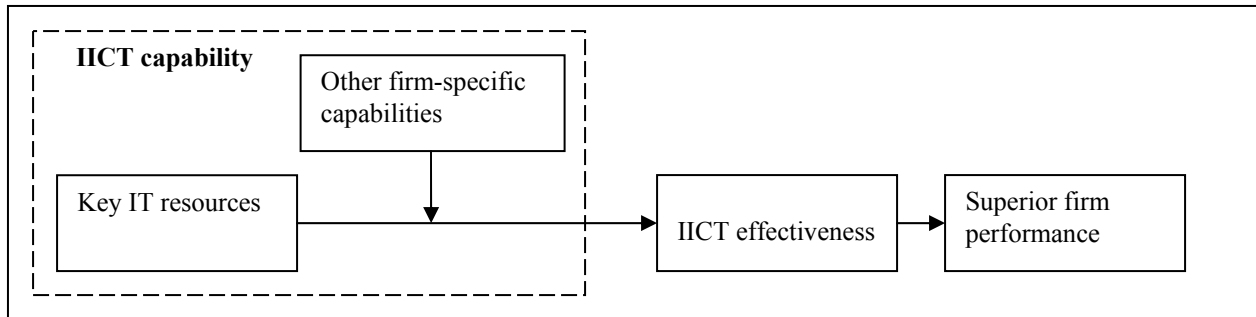 IICT capability
Other firm-specific
capabilities
Key IT resources
IICT effectiveness
Superior firm
performance